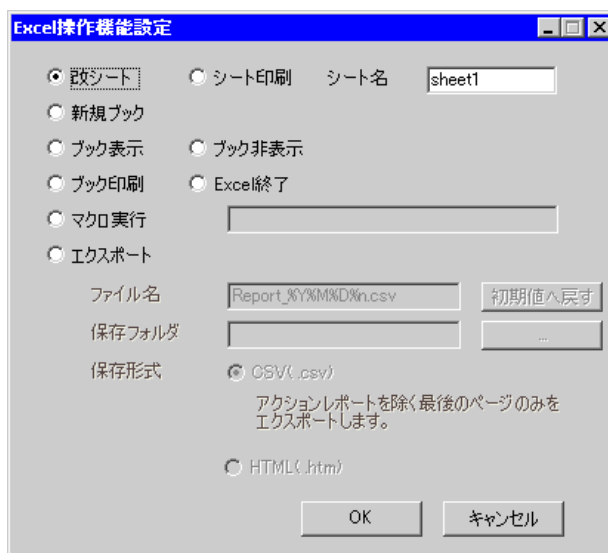 Excel操作機能設定
改シート シート印刷 シート名 sheet1
新規ブック
ブック表示 ブック非表示
ブック印刷 Excel終了
マクロ実行
エクスポート
ファイル名 Report_%Y%M%D%n.csv 初期値へ戻す
保存フォルダ ...
保存形式 CSV( .csv)
アクションレポートを除く最後のページのみを
エクスポートします。
HTML( .htm)
OK キャンセル